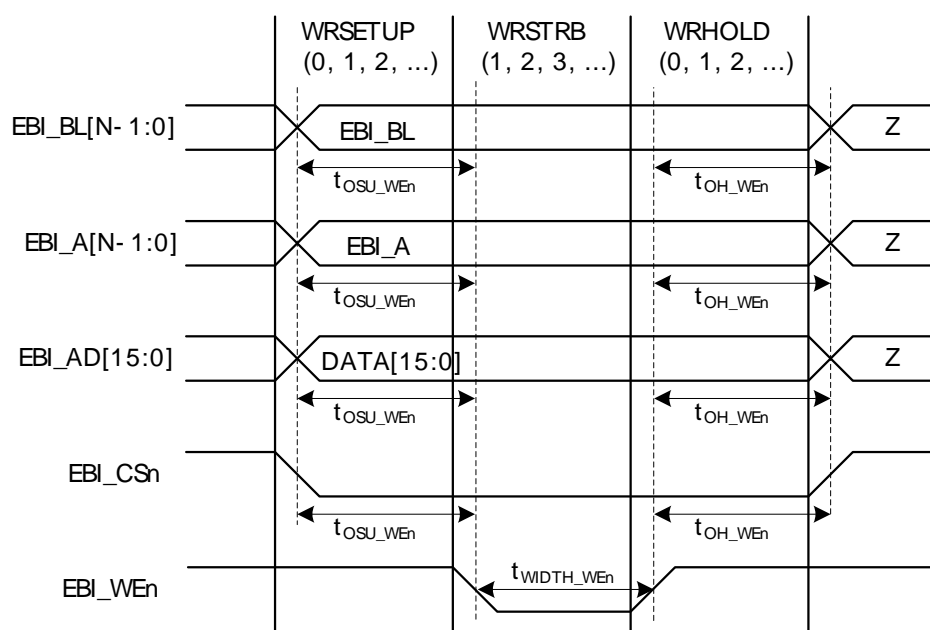 WRSETUP WRSTRB WRHOLD
(0, 1, 2, ...) (1, 2, 3, ...) (0, 1, 2, ...)
EBI_BL[N-1:0] EBI_BL Z
tOSU_WEn tOH_WEn
EBI_A[N-1:0] EBI_A Z
tOSU_WEn tOH_WEn
EBI_AD[15:0] DATA[15:0] Z
tOSU_WEn tOH_WEn
EBI_CSn
tOSU_WEn tOH_WEn
EBI_WEn tWIDTH_WEn